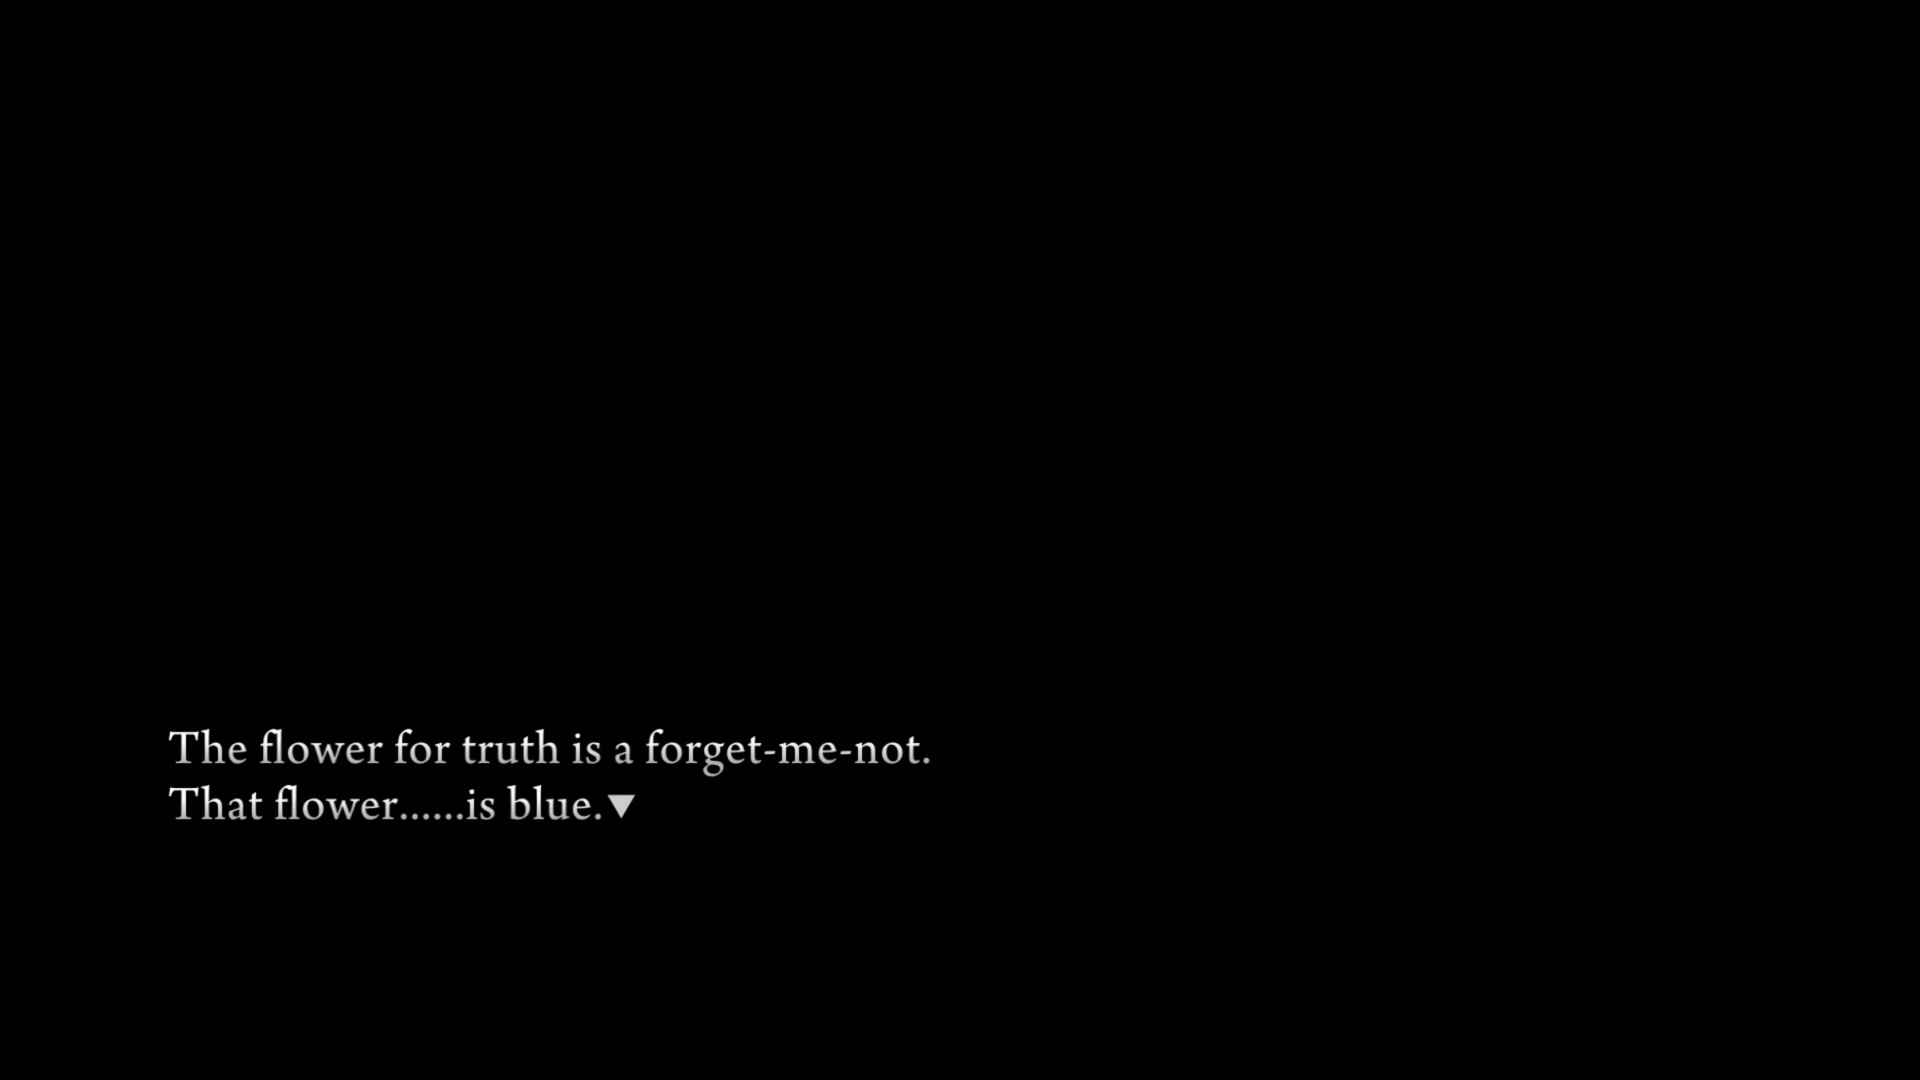 The flower for truth is a forget-me-not.
That flower......is blue.▼